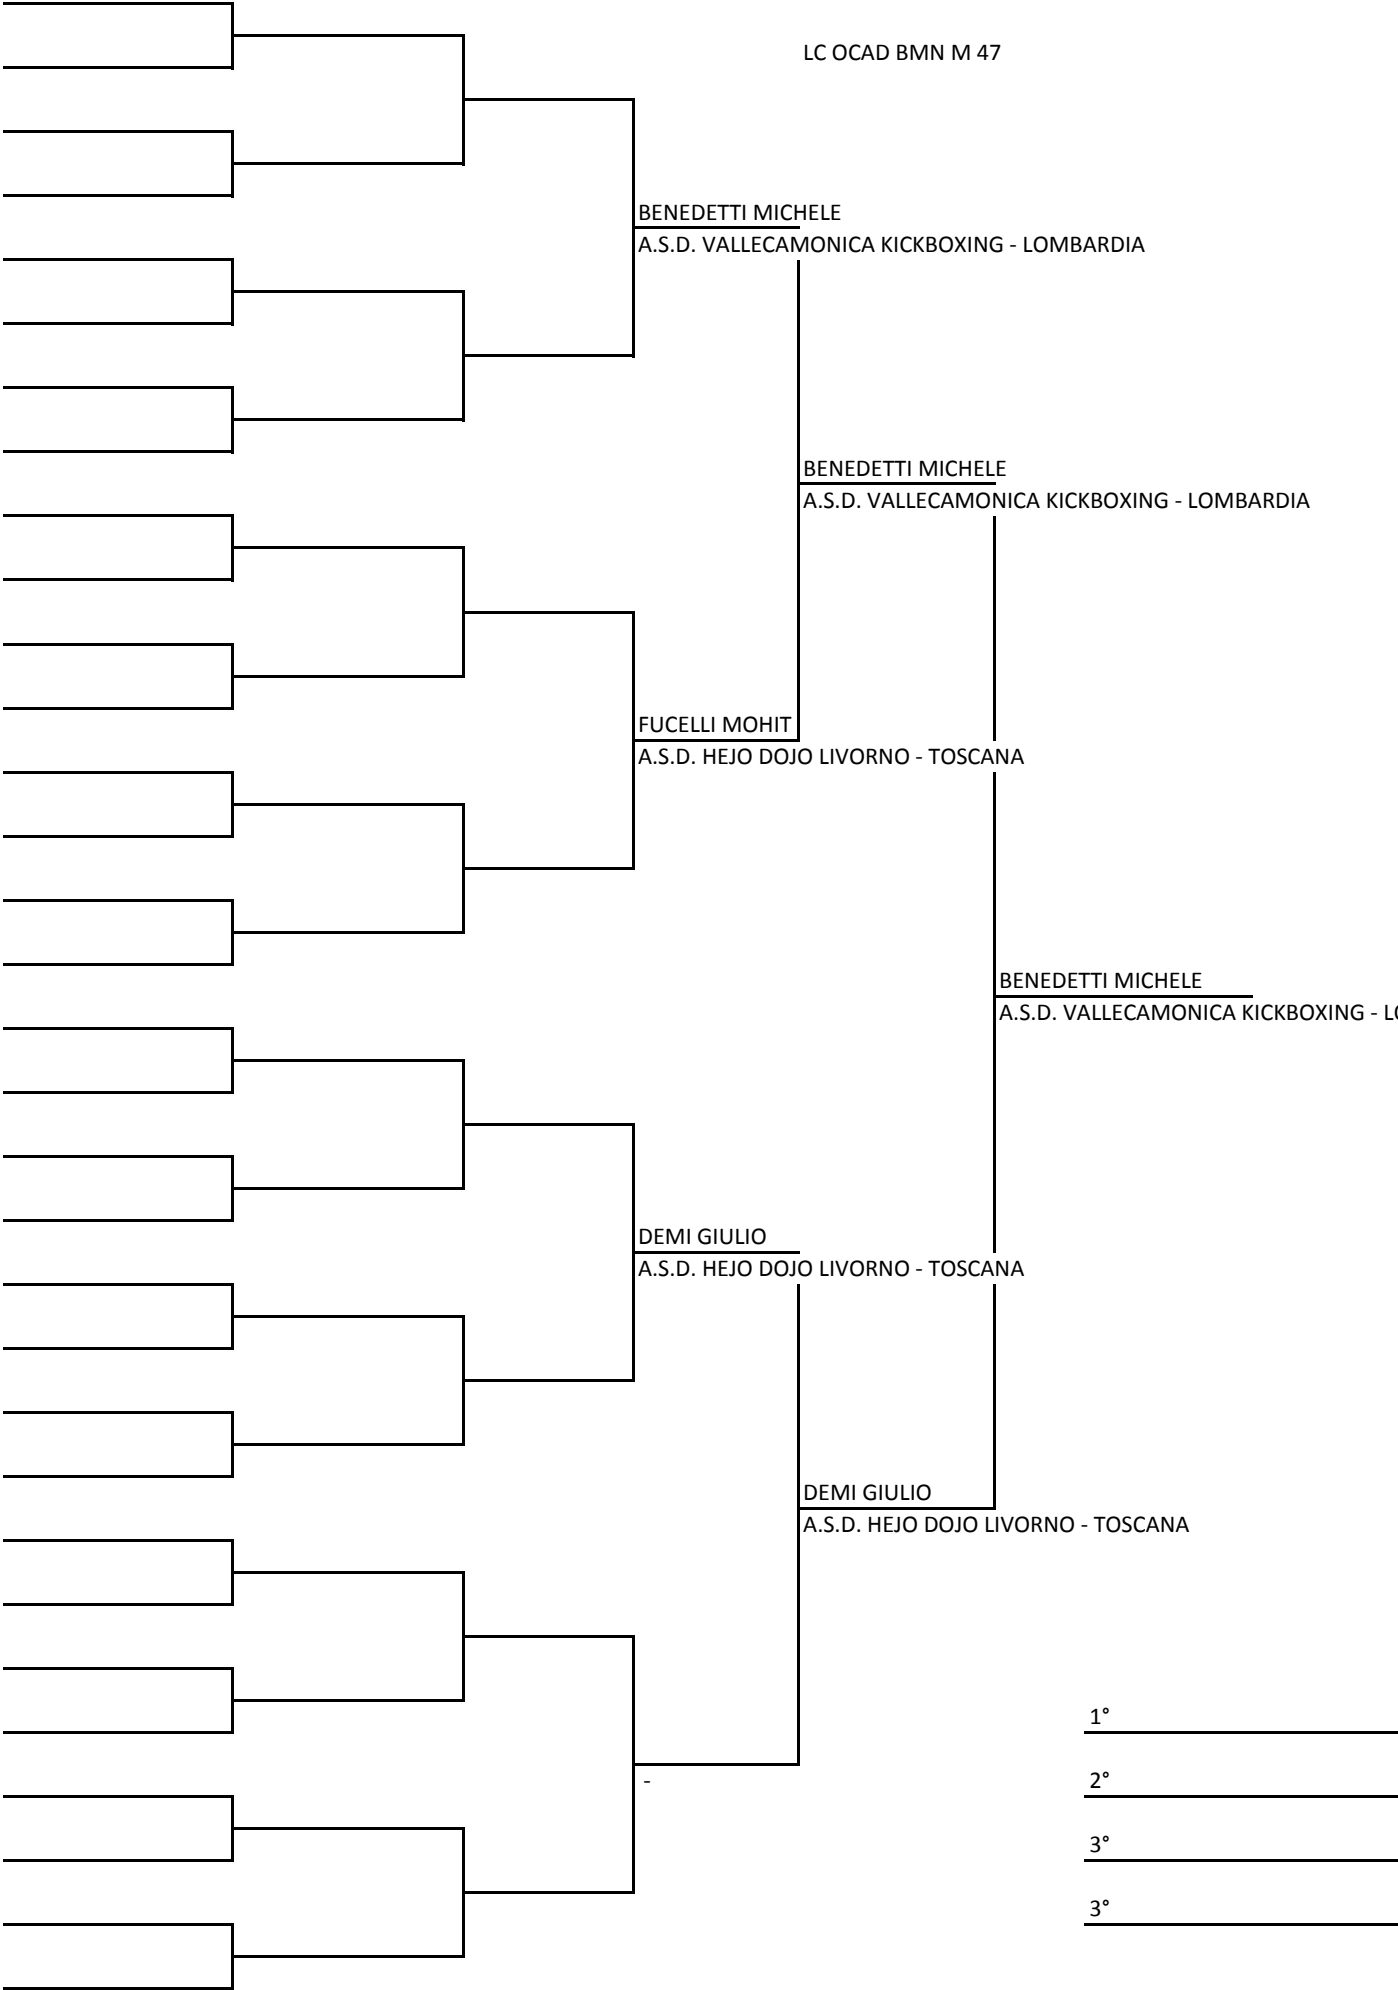 LC OCAD BMN M 47
BENEDETTI MICHELE
A.S.D. VALLECAMONICA KICKBOXING - LOMBARDIA
BENEDETTI MICHELE
A.S.D. VALLECAMONICA KICKBOXING - LOMBARDIA
FUCELLI MOHIT
A.S.D. HEJO DOJO LIVORNO - TOSCANA
BENEDETTI MICHELE
A.S.D. VALLECAMONICA KICKBOXING - L
DEMI GIULIO
A.S.D. HEJO DOJO LIVORNO - TOSCANA
DEMI GIULIO
A.S.D. HEJO DOJO LIVORNO - TOSCANA
1°
-
2°
3°
3°